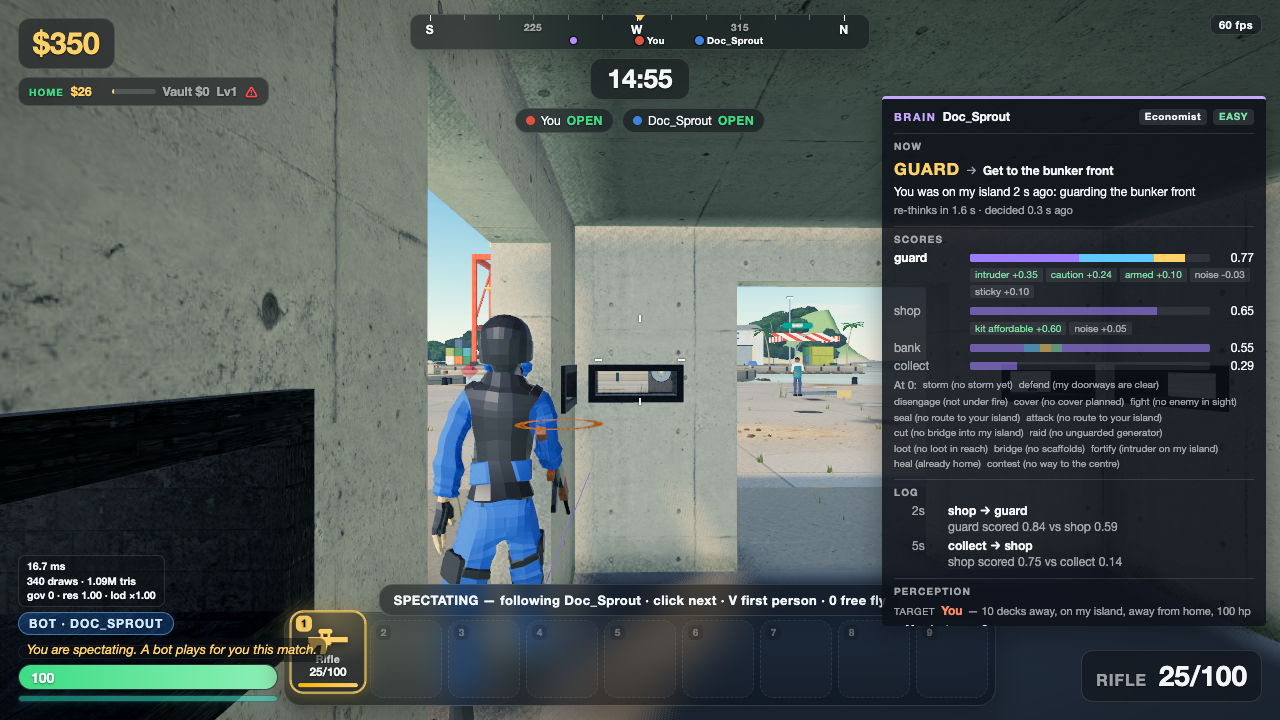 $350
HOME $26 Vault $0 Lv1
S 225 W 315 N
You Doc_Sprout
60 fps
14:55
You OPEN Doc_Sprout OPEN
BRAIN Doc_Sprout Economist EASY
NOW
GUARD → Get to the bunker front
You was on my island 2 s ago: guarding the bunker front
re-thinks in 1.6 s · decided 0.3 s ago
SCORES
guard 0.77
intruder +0.35 caution +0.24 armed +0.10 noise -0.03
sticky +0.10
shop 0.65
kit affordable +0.60 noise +0.05
bank 0.55
collect 0.29
At 0: storm (no storm yet) defend (my doorways are clear)
disengage (not under fire) cover (no cover planned) fight (no enemy in sight)
seal (no route to your island) attack (no route to your island)
cut (no bridge into my island) raid (no unguarded generator)
loot (no loot in reach) bridge (no scaffolds) fortify (intruder on my island)
heal (already home) contest (no way to the centre)
LOG
2s shop → guard
guard scored 0.84 vs shop 0.59
5s collect → shop
shop scored 0.75 vs collect 0.14
PERCEPTION
TARGET You — 10 decks away, on my island, away from home, 100 hp
16.7 ms
340 draws · 1.09M tris
gov 0 · res 1.00 · lod ×1.00
BOT · DOC_SPROUT
You are spectating. A bot plays for you this match.
100
SPECTATING — following Doc_Sprout · click next · V first person · 0 free fly
1 2 3 4 5 6 7 8 9
Rifle
25/100
RIFLE 25/100